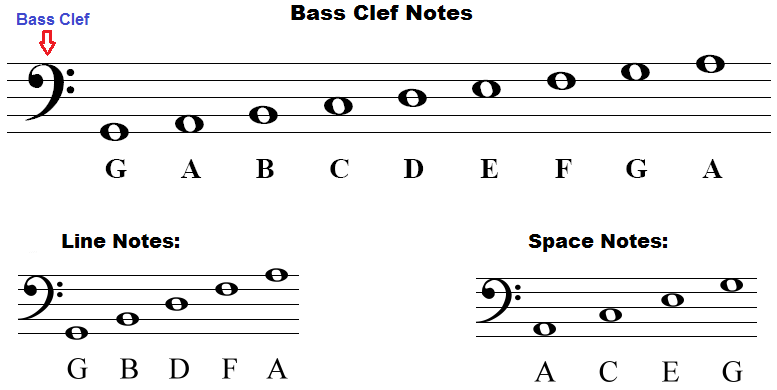 Bass Clef Notes
Bass Clef
G A B C D E F G A
Line Notes:
G B D F A
Space Notes:
A C E G